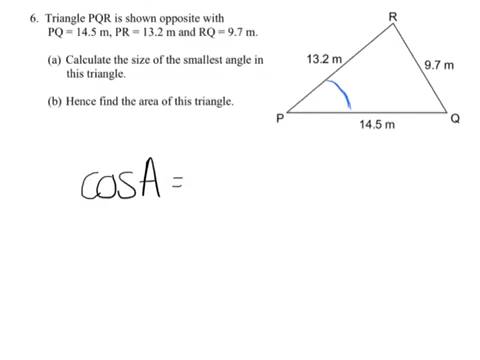 6. Triangle PQR is shown opposite with
PQ = 14.5 m, PR = 13.2 m and RQ = 9.7 m.
(a) Calculate the size of the smallest angle in
this triangle.
(b) Hence find the area of this triangle.
R
13.2 m
9.7 m
P
Q
14.5 m
cosA =